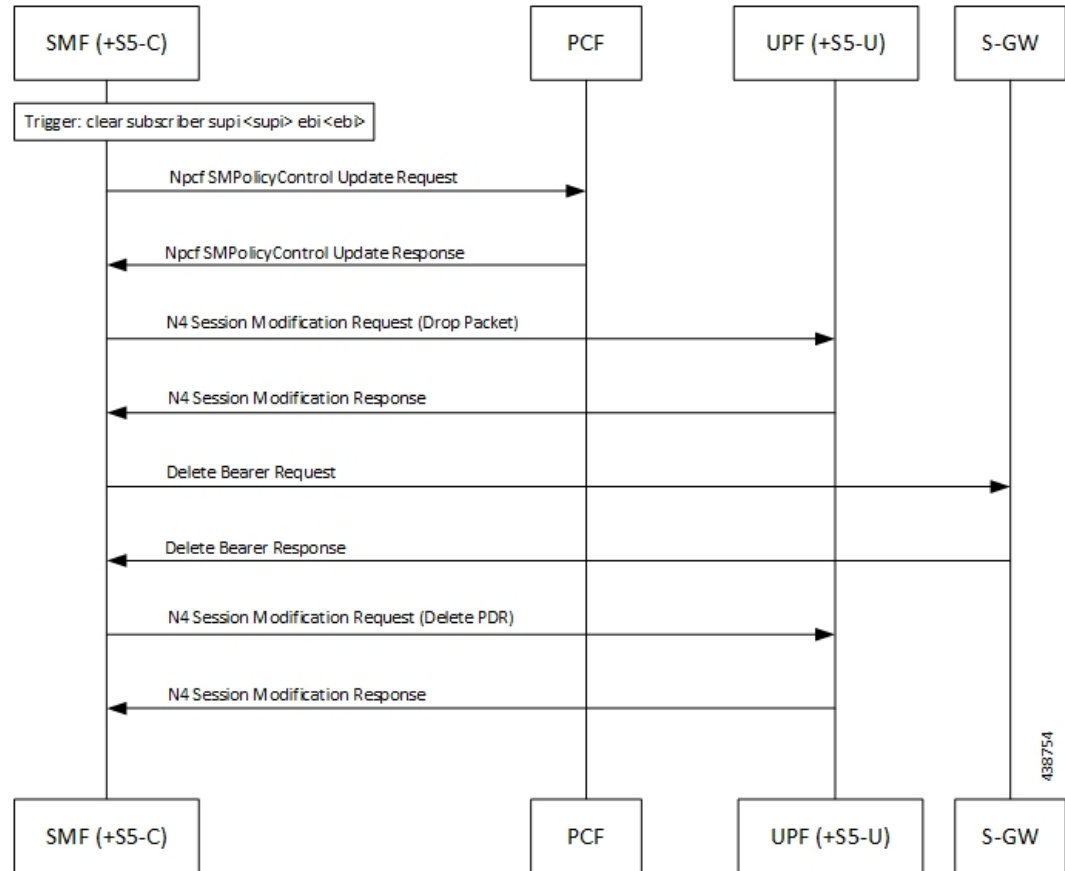 SMF (+S5-C)
PCF
UPF (+S5-U)
S-GW
Trigger: clear subscriber supi <supi> ebi <ebi>
Npcf SMPolicyControl Update Request
Npcf SMPolicyControl Update Response
N4 Session Modification Request (Drop Packet)
N4 Session Modification Response
Delete Bearer Request
Delete Bearer Response
N4 Session Modification Request (Delete PDR)
N4 Session Modification Response
438754
SMF (+S5-C)
PCF
UPF (+S5-U)
S-GW